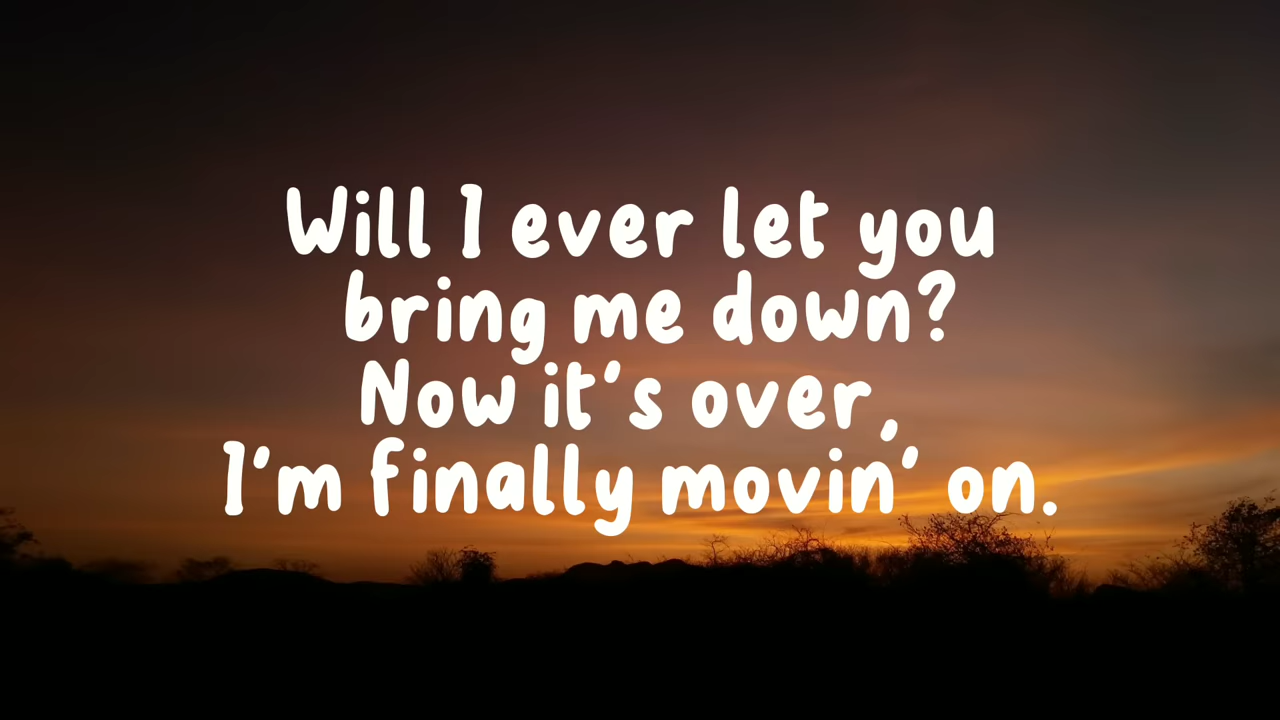 Will I ever let you
bring me down?
Now it's over,
I'm finally movin' on.